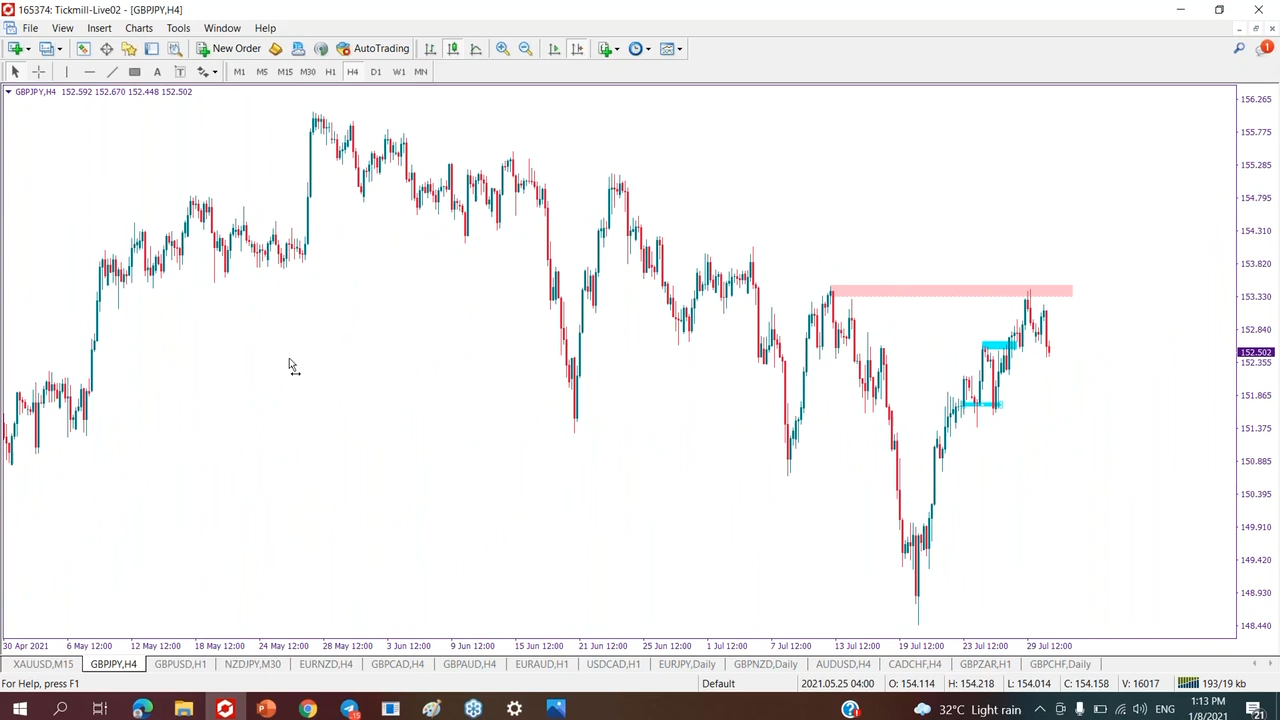 165374: Tickmill-Live02 - [GBPJPY,H4]
File View Insert Charts Tools Window Help
New Order AutoTrading 1
A T M1 M5 M15 M30 H1 H4 D1 W1 MN
GBPJPY,H4 152.592 152.670 152.448 152.502
156.265
155.775
155.285
154.795
154.310
153.820
153.330
152.840
152.502
152.355
151.865
151.375
150.885
150.395
149.910
149.420
148.930
148.440
30 Apr 2021 6 May 12:00 12 May 12:00 18 May 12:00 24 May 12:00 28 May 12:00 3 Jun 12:00 9 Jun 12:00 15 Jun 12:00 21 Jun 12:00 25 Jun 12:00 1 Jul 12:00 7 Jul 12:00 13 Jul 12:00 19 Jul 12:00 23 Jul 12:00 29 Jul 12:00
XAUUSD,M15 GBPJPY,H4 GBPUSD,H1 NZDJPY,M30 EURNZD,H4 GBPCAD,H4 GBPAUD,H4 EURAUD,H1 USDCAD,H1 EURJPY,Daily GBPNZD,Daily AUDUSD,H4 CADCHF,H4 GBPZAR,H1 GBPCHF,Daily
For Help, press F1 Default 2021.05.25 04:00 O: 154.114 H: 154.218 L: 154.014 C: 154.158 V: 16017 193/19 kb
32°C Light rain ENG 1:13 PM
1/8/2021